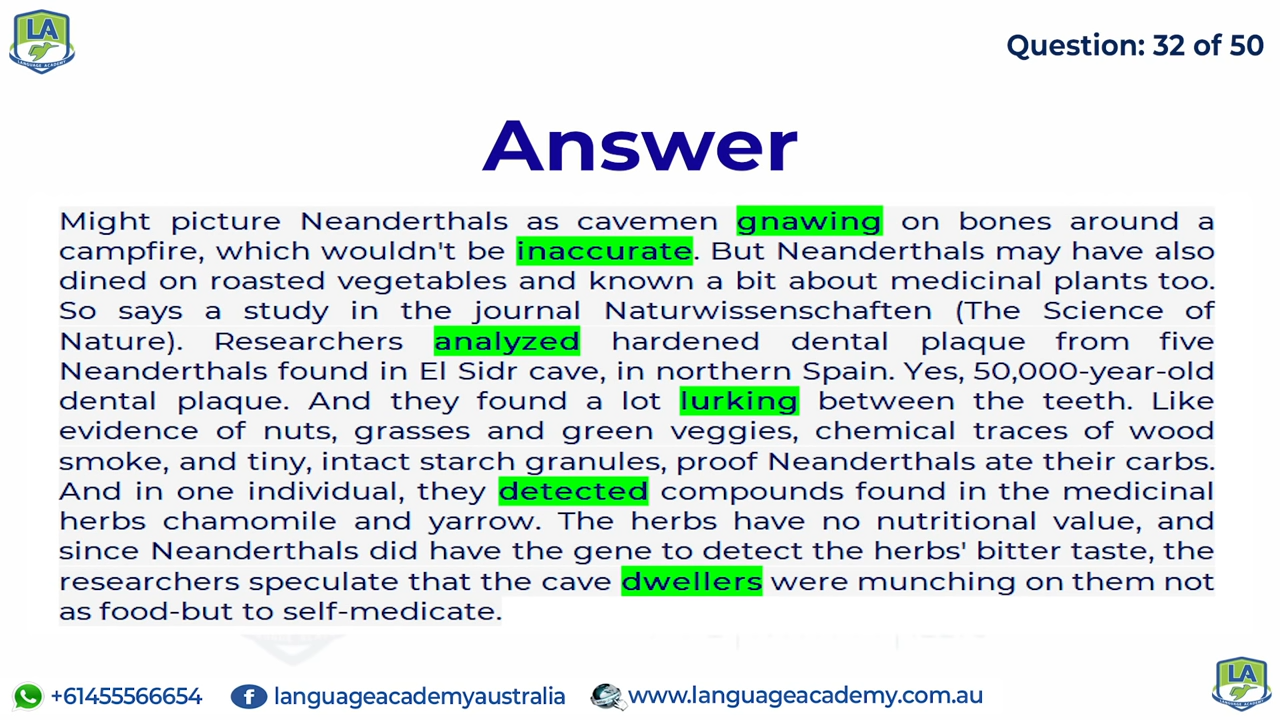 LA
LANGUAGE ACADEMY
Question: 32 of 50
Answer
Might picture Neanderthals as cavemen gnawing on bones around a
campfire, which wouldn't be inaccurate. But Neanderthals may have also
dined on roasted vegetables and known a bit about medicinal plants too.
So says a study in the journal Naturwissenschaften (The Science of
Nature). Researchers analyzed hardened dental plaque from five
Neanderthals found in El Sidr cave, in northern Spain. Yes, 50,000-year-old
dental plaque. And they found a lot lurking between the teeth. Like
evidence of nuts, grasses and green veggies, chemical traces of wood
smoke, and tiny, intact starch granules, proof Neanderthals ate their carbs.
And in one individual, they detected compounds found in the medicinal
herbs chamomile and yarrow. The herbs have no nutritional value, and
since Neanderthals did have the gene to detect the herbs' bitter taste, the
researchers speculate that the cave dwellers were munching on them not
as food-but to self-medicate.
+61455566654
languageacademyaustralia
www.languageacademy.com.au
LA
LANGUAGE ACADEMY